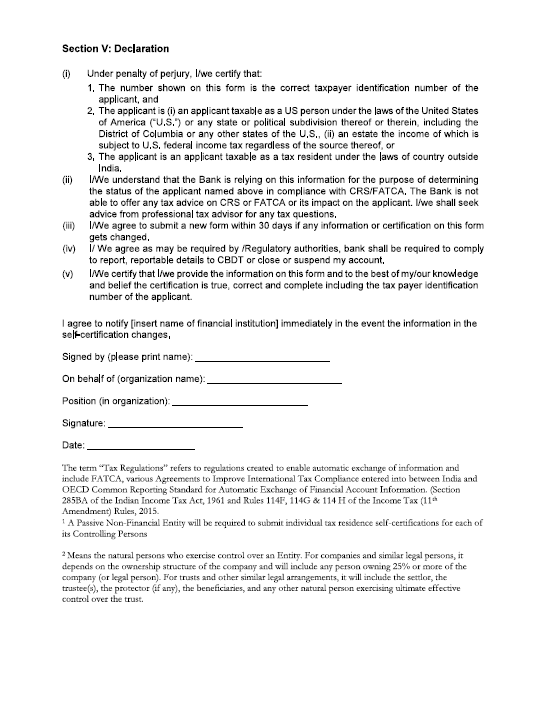 Section V: Declaration
(i) Under penalty of perjury, I/we certify that:
1. The number shown on this form is the correct taxpayer identification number of the
applicant, and
2. The applicant is (i) an applicant taxable as a US person under the laws of the United States
of America (“U.S.”) or any state or political subdivision thereof or therein, including the
District of Columbia or any other states of the U.S., (ii) an estate the income of which is
subject to U.S. federal income tax regardless of the source thereof, or
3. The applicant is an applicant taxable as a tax resident under the laws of country outside
India.
(ii) I/We understand that the Bank is relying on this information for the purpose of determining
the status of the applicant named above in compliance with CRS/FATCA. The Bank is not
able to offer any tax advice on CRS or FATCA or its impact on the applicant. I/we shall seek
advice from professional tax advisor for any tax questions.
(iii) I/We agree to submit a new form within 30 days if any information or certification on this form
gets changed.
(iv) I/ We agree as may be required by /Regulatory authorities, bank shall be required to comply
to report, reportable details to CBDT or close or suspend my account.
(v) I/We certify that I/we provide the information on this form and to the best of my/our knowledge
and belief the certification is true, correct and complete including the tax payer identification
number of the applicant.
I agree to notify [insert name of financial institution] immediately in the event the information in the
self-certification changes.
Signed by (please print name): ____________________
On behalf of (organization name): ____________________
Position (in organization): ____________________
Signature: ____________________
Date: ________________
The term “Tax Regulations” refers to regulations created to enable automatic exchange of information and
include FATCA, various Agreements to Improve International Tax Compliance entered into between India and
OECD Common Reporting Standard for Automatic Exchange of Financial Account Information. (Section
285BA of the Indian Income Tax Act, 1961 and Rules 114F, 114G & 114 H of the Income Tax (11th
Amendment) Rules, 2015.
1 A Passive Non-Financial Entity will be required to submit individual tax residence self-certifications for each of
its Controlling Persons
2 Means the natural persons who exercise control over an Entity. For companies and similar legal persons, it
depends on the ownership structure of the company and will include any person owning 25% or more of the
company (or legal person). For trusts and other similar legal arrangements, it will include the settlor, the
trustee(s), the protector (if any), the beneficiaries, and any other natural person exercising ultimate effective
control over the trust.